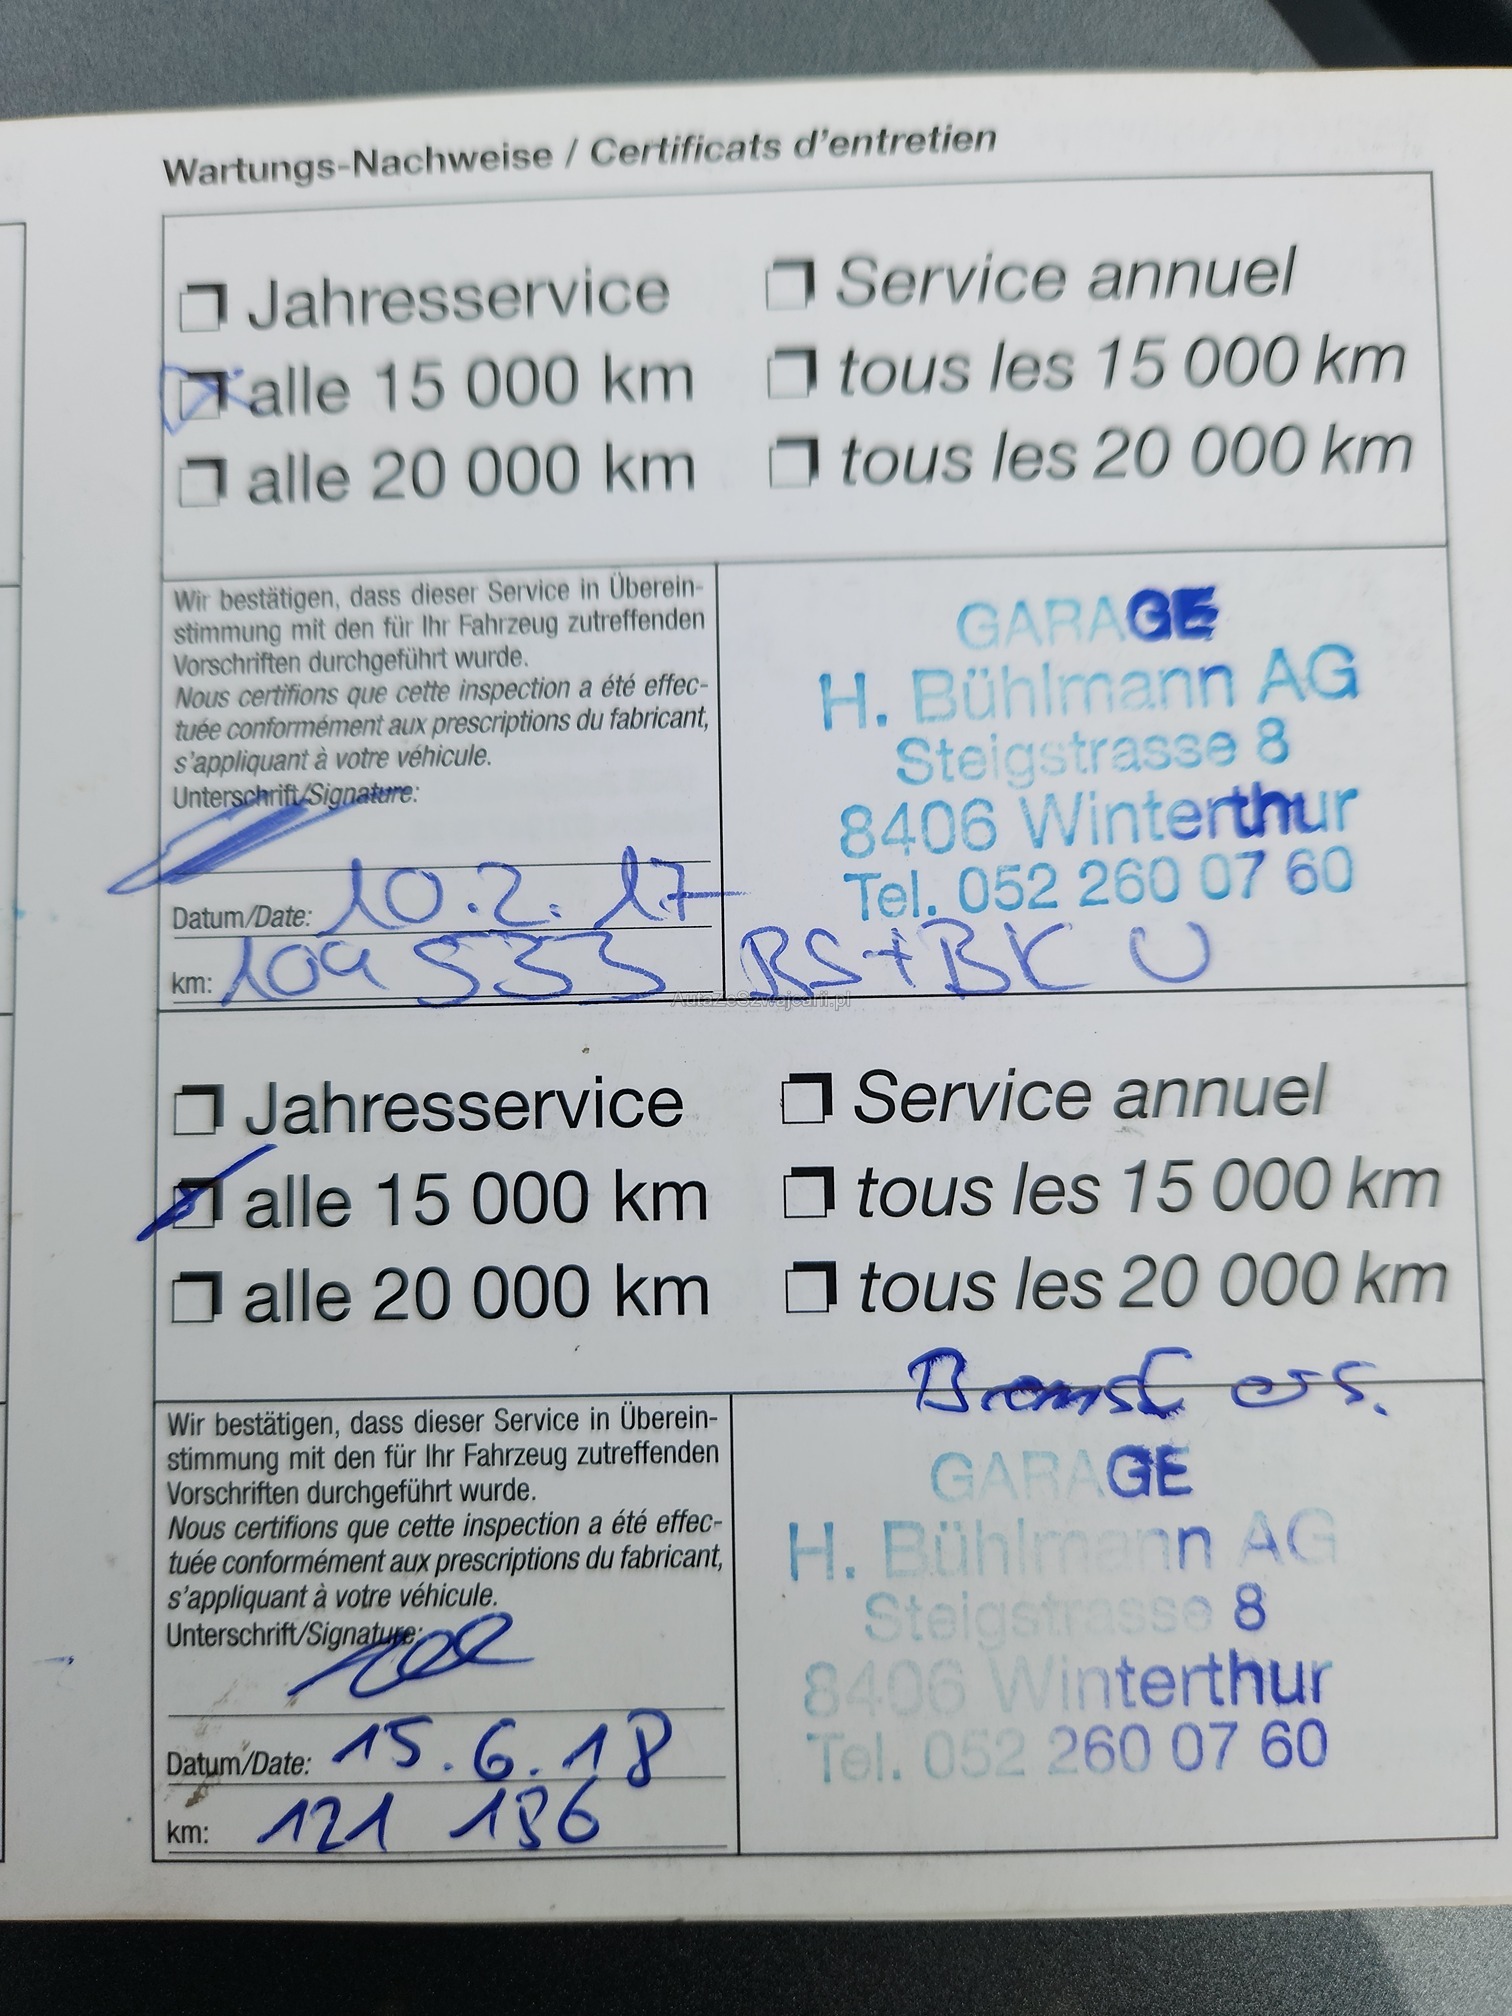 Wartungs-Nachweise / Certificats d'entretien
Jahresservice Service annuel
alle 15 000 km tous les 15 000 km
alle 20 000 km tous les 20 000 km
Wir bestätigen, dass dieser Service in Überein-
stimmung mit den für Ihr Fahrzeug zutreffenden
Vorschriften durchgeführt wurde.
Nous certifions que cette inspection a été effec-
tuée conformément aux prescriptions du fabricant,
s'appliquant à votre véhicule.
Unterschrift/Signature:
Datum/Date: 10.2.17
km: 109 533 BS+BK U
GARAGE
H. Bühlmann AG
Steigstrasse 8
8406 Winterthur
Tel. 052 260 07 60
AutaZeSzwajcarii.pl
Jahresservice Service annuel
alle 15 000 km tous les 15 000 km
alle 20 000 km tous les 20 000 km
Wir bestätigen, dass dieser Service in Überein-
stimmung mit den für Ihr Fahrzeug zutreffenden
Vorschriften durchgeführt wurde.
Nous certifions que cette inspection a été effec-
tuée conformément aux prescriptions du fabricant,
s'appliquant à votre véhicule.
Unterschrift/Signature:
Datum/Date: 15.6.18
km: 121 196
GARAGE
H. Bühlmann AG
Steigstrasse 8
8406 Winterthur
Tel. 052 260 07 60